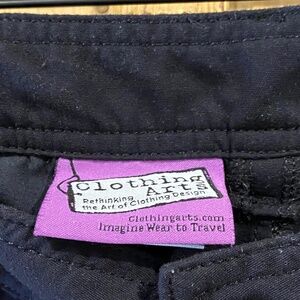 Clothing
Arts
Rethinking
the Art of Clothing Design
Clothingarts.com
Imagine Wear to Travel